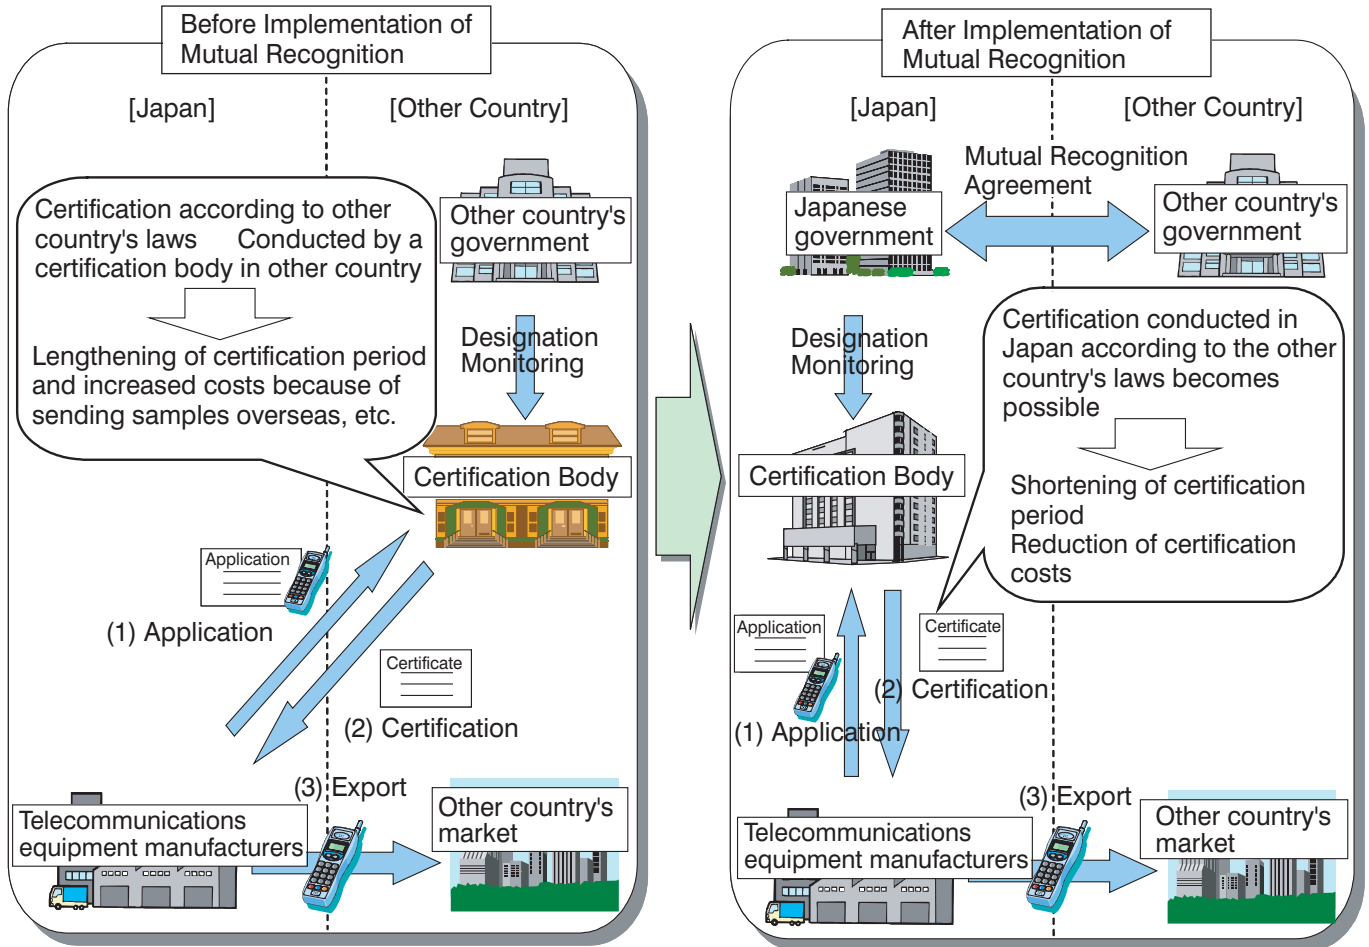 Before Implementation of
Mutual Recognition
[Japan]
[Other Country]
Certification according to other
country's laws Conducted by a
certification body in other country
Lengthening of certification period
and increased costs because of
sending samples overseas, etc.
Other country's
government
Designation
Monitoring
Certification Body
Application
(1) Application
Certificate
(2) Certification
(3) Export
Telecommunications
equipment manufacturers
Other country's
market
After Implementation of
Mutual Recognition
[Japan]
[Other Country]
Mutual Recognition
Agreement
Japanese
government
Other country's
government
Designation
Monitoring
Certification conducted in
Japan according to the other
country's laws becomes
possible
Shortening of certification
period
Reduction of certification
costs
Certification Body
Application
Certificate
(2) Certification
(1) Application
(3) Export
Telecommunications
equipment manufacturers
Other country's
market